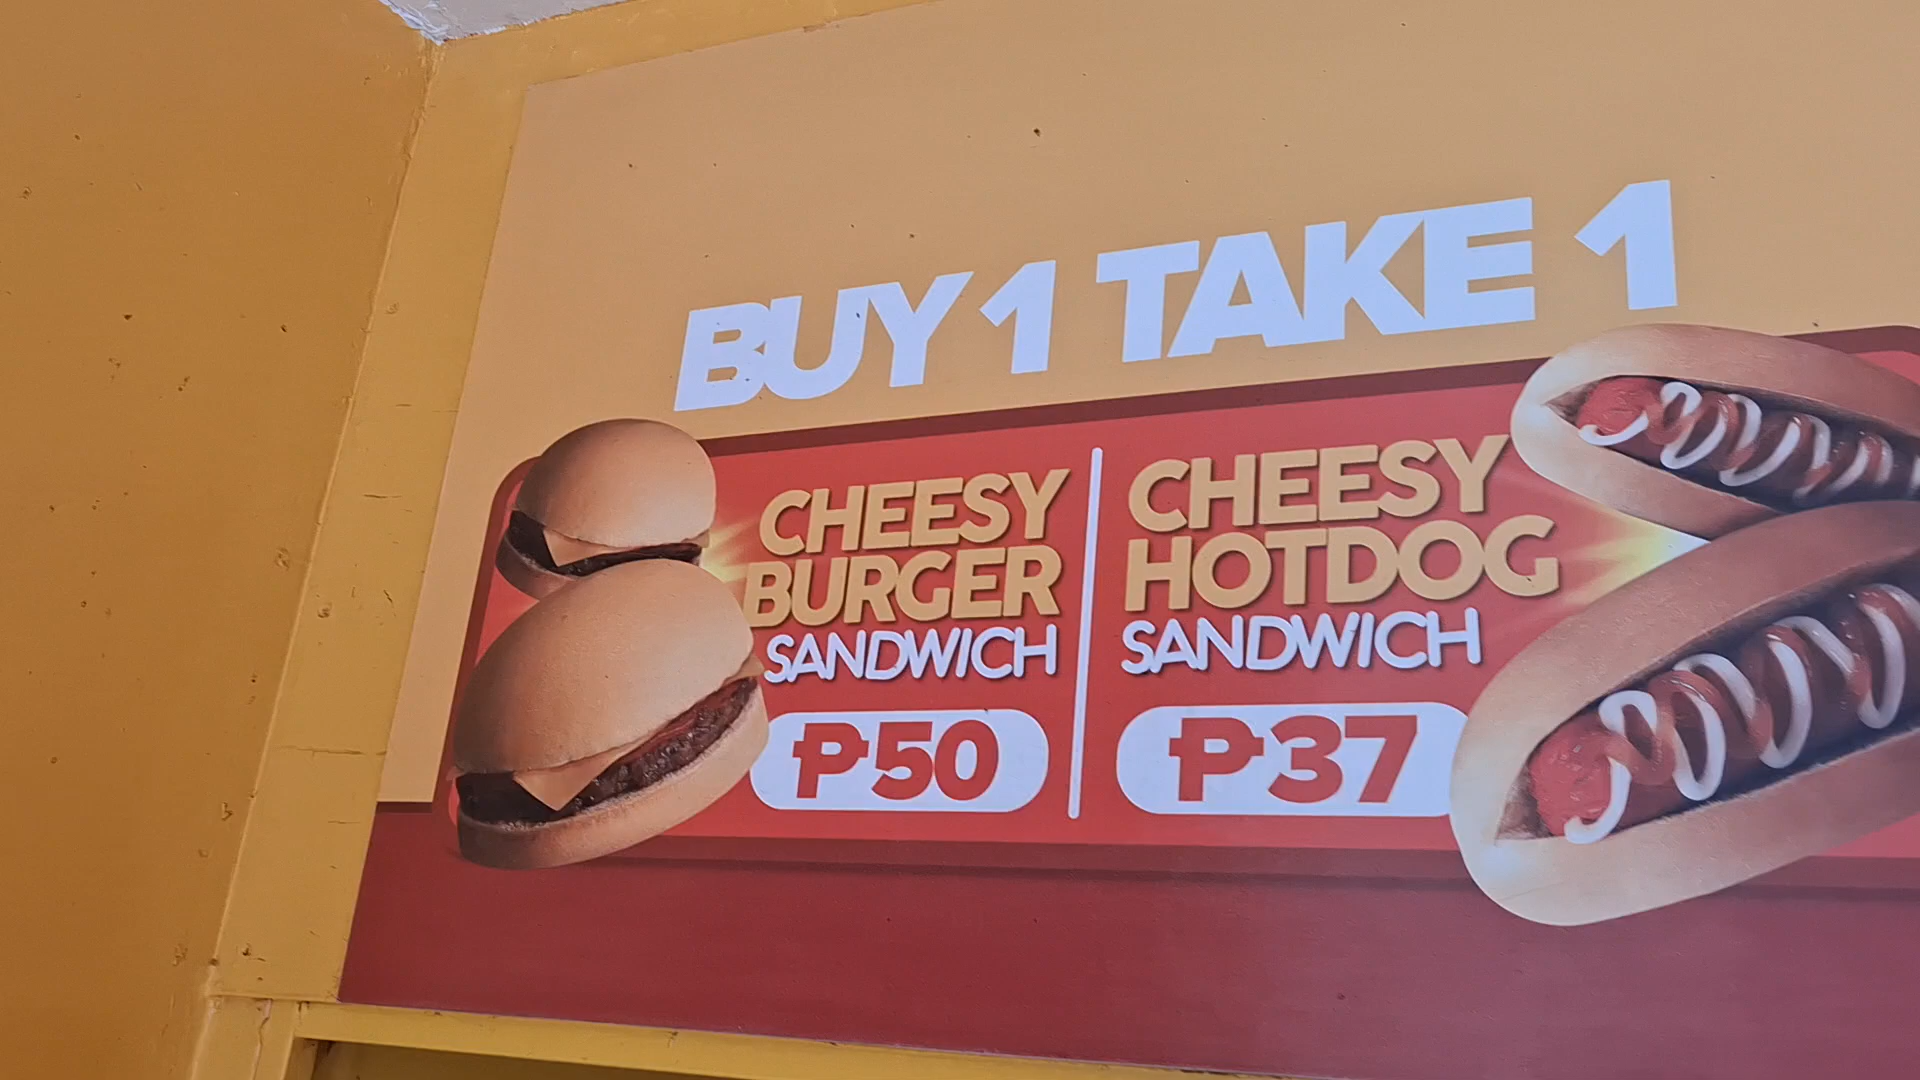 BUY 1 TAKE 1
CHEESY
BURGER
SANDWICH
₱50
CHEESY
HOTDOG
SANDWICH
₱37